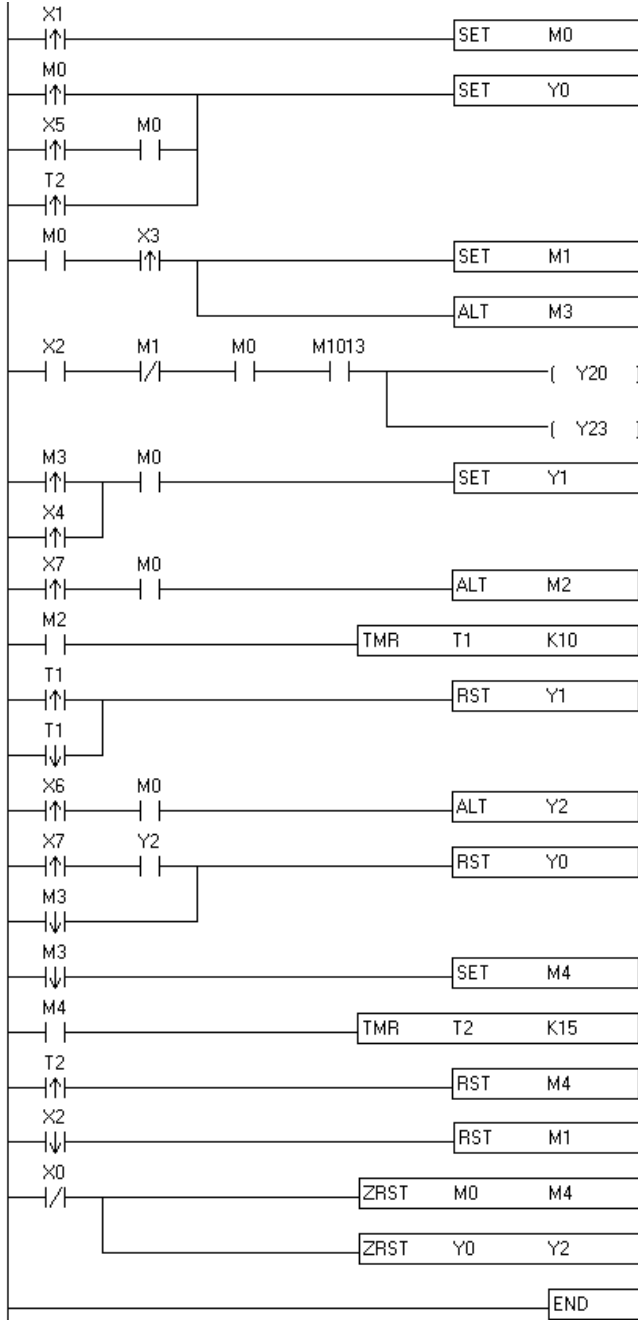 X1
SET M0
M0
SET Y0
X5 M0
T2
M0 X3
SET M1
ALT M3
X2 M1 M0 M1013
( Y20 )
( Y23 )
M3 M0
SET Y1
X4
X7 M0
ALT M2
M2
TMR T1 K10
T1
RST Y1
T1
X6 M0
ALT Y2
X7 Y2
RST Y0
M3
M3
SET M4
M4
TMR T2 K15
T2
RST M4
X2
RST M1
X0
ZRST M0 M4
ZRST Y0 Y2
END